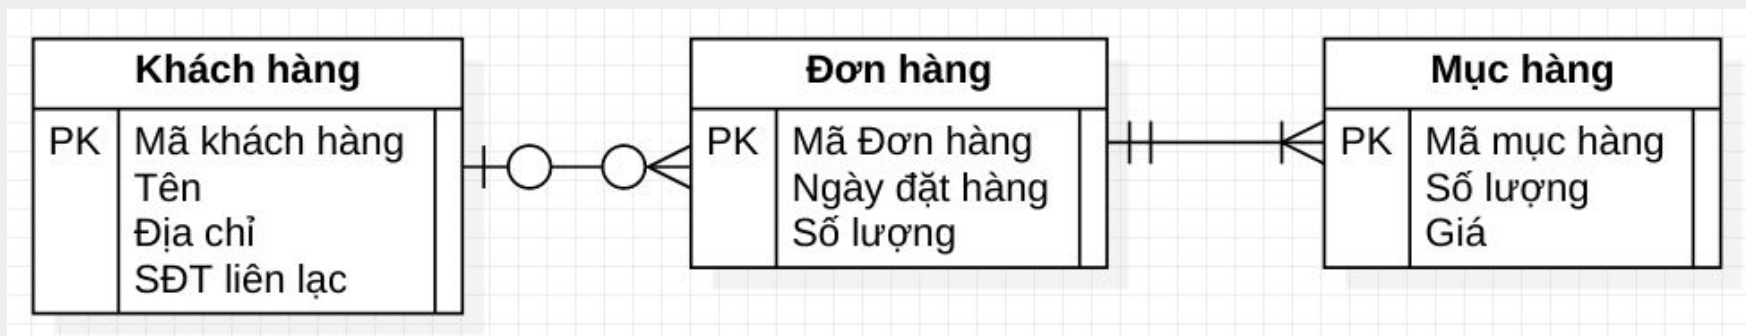 Khách hàng
PK Mã khách hàng
Tên
Địa chỉ
SĐT liên lạc
Đơn hàng
PK Mã Đơn hàng
Ngày đặt hàng
Số lượng
Mục hàng
PK Mã mục hàng
Số lượng
Giá